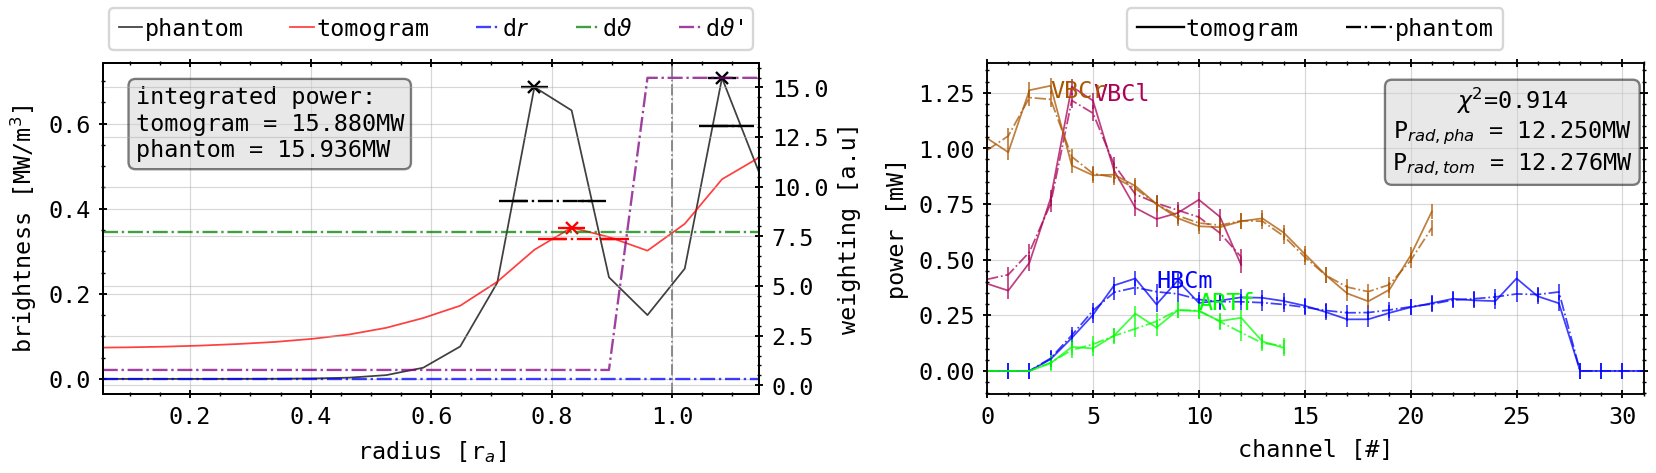 phantom tomogram dr dϑ dϑ'
integrated power:
tomogram = 15.880MW
phantom = 15.936MW
brightness [MW/m³]
0.6
0.4
0.2
0.0
0.2 0.4 0.6 0.8 1.0
radius [rₐ]
15.0
12.5
10.0
7.5
5.0
2.5
0.0
weighting [a.u]
tomogram phantom
VBCr
VBCl
HBCm
ARTf
χ²=0.914
P_rad,pha = 12.250MW
P_rad,tom = 12.276MW
power [mW]
1.25
1.00
0.75
0.50
0.25
0.00
0 5 10 15 20 25 30
channel [#]